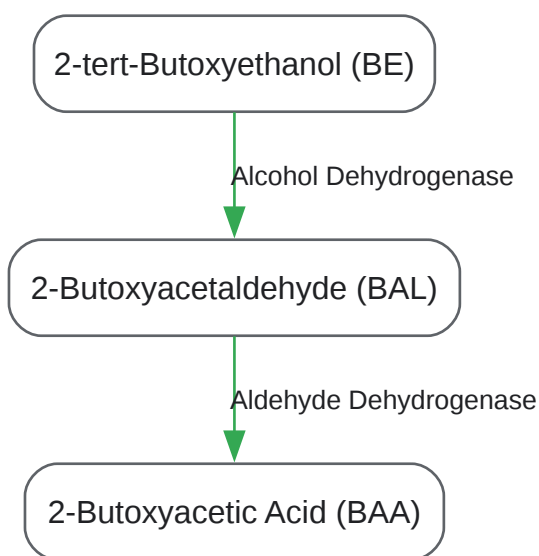 2-tert-Butoxyethanol (BE)
Alcohol Dehydrogenase
2-Butoxyacetaldehyde (BAL)
Aldehyde Dehydrogenase
2-Butoxyacetic Acid (BAA)